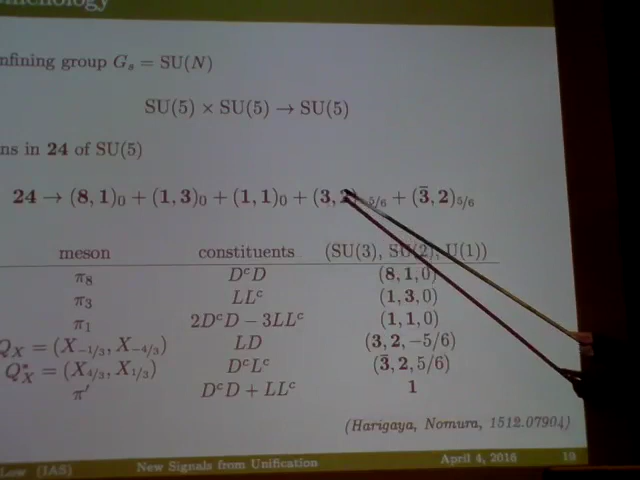 nomenology
nfining group G_s = SU(N)
SU(5) × SU(5) → SU(5)
ns in 24 of SU(5)
24 → (8, 1)_0 + (1, 3)_0 + (1, 1)_0 + (3, 2)_{-5/6} + (3̄, 2)_{5/6}
meson constituents (SU(3), SU(2), U(1))
π_8 D^cD (8, 1, 0)
π_3 LL^c (1, 3, 0)
π_1 2D^cD − 3LL^c (1, 1, 0)
Q_X = (X_{-1/3}, X_{-4/3}) LD (3, 2, −5/6)
Q*_X = (X_{4/3}, X_{1/3}) D^cL^c (3̄, 2, 5/6)
π′ D^cD + LL^c 1
(Harigaya, Nomura, 1512.07904)
Low (IAS) New Signals from Unification April 4, 2016 19